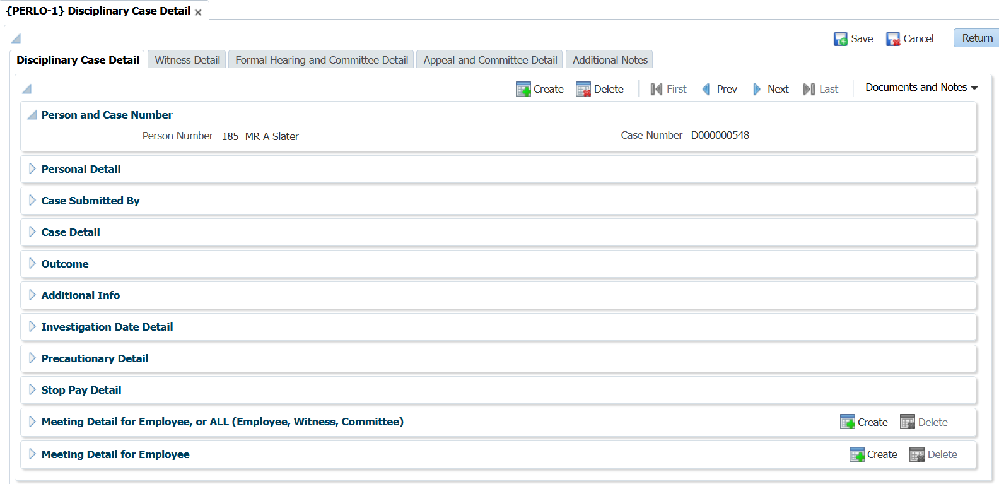 {PERLO-1} Disciplinary Case Detail
Save Cancel Return
Disciplinary Case Detail Witness Detail Formal Hearing and Committee Detail Appeal and Committee Detail Additional Notes
Create Delete First Prev Next Last Documents and Notes
Person and Case Number
Person Number 185 MR A Slater Case Number D000000548
Personal Detail
Case Submitted By
Case Detail
Outcome
Additional Info
Investigation Date Detail
Precautionary Detail
Stop Pay Detail
Meeting Detail for Employee, or ALL (Employee, Witness, Committee) Create Delete
Meeting Detail for Employee Create Delete